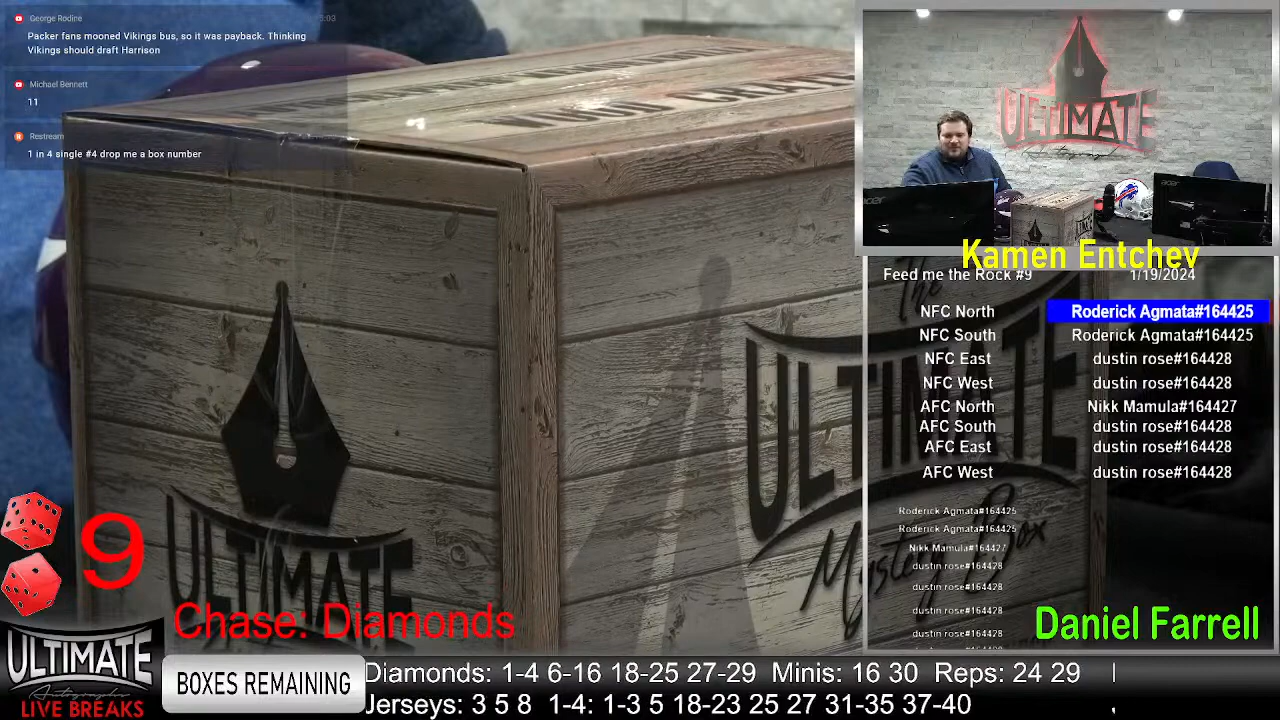 George Rodine
Packer fans mooned Vikings bus, so it was payback. Thinking
Vikings should draft Harrison
Michael Bennett
11
Restream
1 in 4 single #4 drop me a box number
ULTIMATE
acer
acer
Kamen Entchev
Feed me the Rock #9 1/19/2024
NFC North Roderick Agmata#164425
NFC South Roderick Agmata#164425
NFC East dustin rose#164428
NFC West dustin rose#164428
AFC North Nikk Mamula#164427
AFC South dustin rose#164428
AFC East dustin rose#164428
AFC West dustin rose#164428
Roderick Agmata#164425
Roderick Agmata#164425
Nikk Mamula#164427
dustin rose#164428
dustin rose#164428
dustin rose#164428
dustin rose#164428
Daniel Farrell
The
ULTIMATE
Mystery Box
ULTIMATE
9
Chase: Diamonds
ULTIMATE
Autographs
LIVE BREAKS
BOXES REMAINING
Diamonds: 1-4 6-16 18-25 27-29 Minis: 16 30 Reps: 24 29
Jerseys: 3 5 8 1-4: 1-3 5 18-23 25 27 31-35 37-40